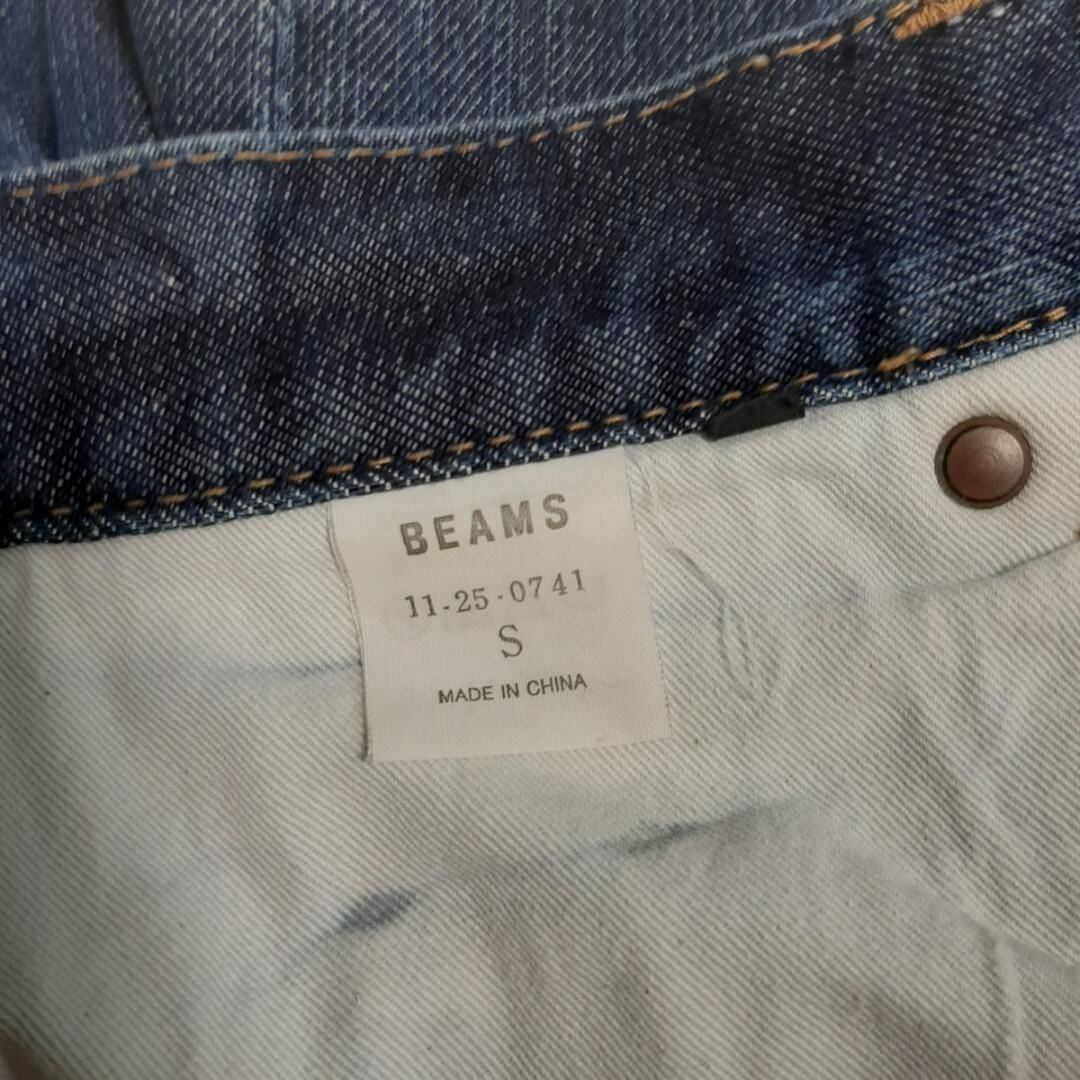 BEAMS
11-25-0741
S
MADE IN CHINA